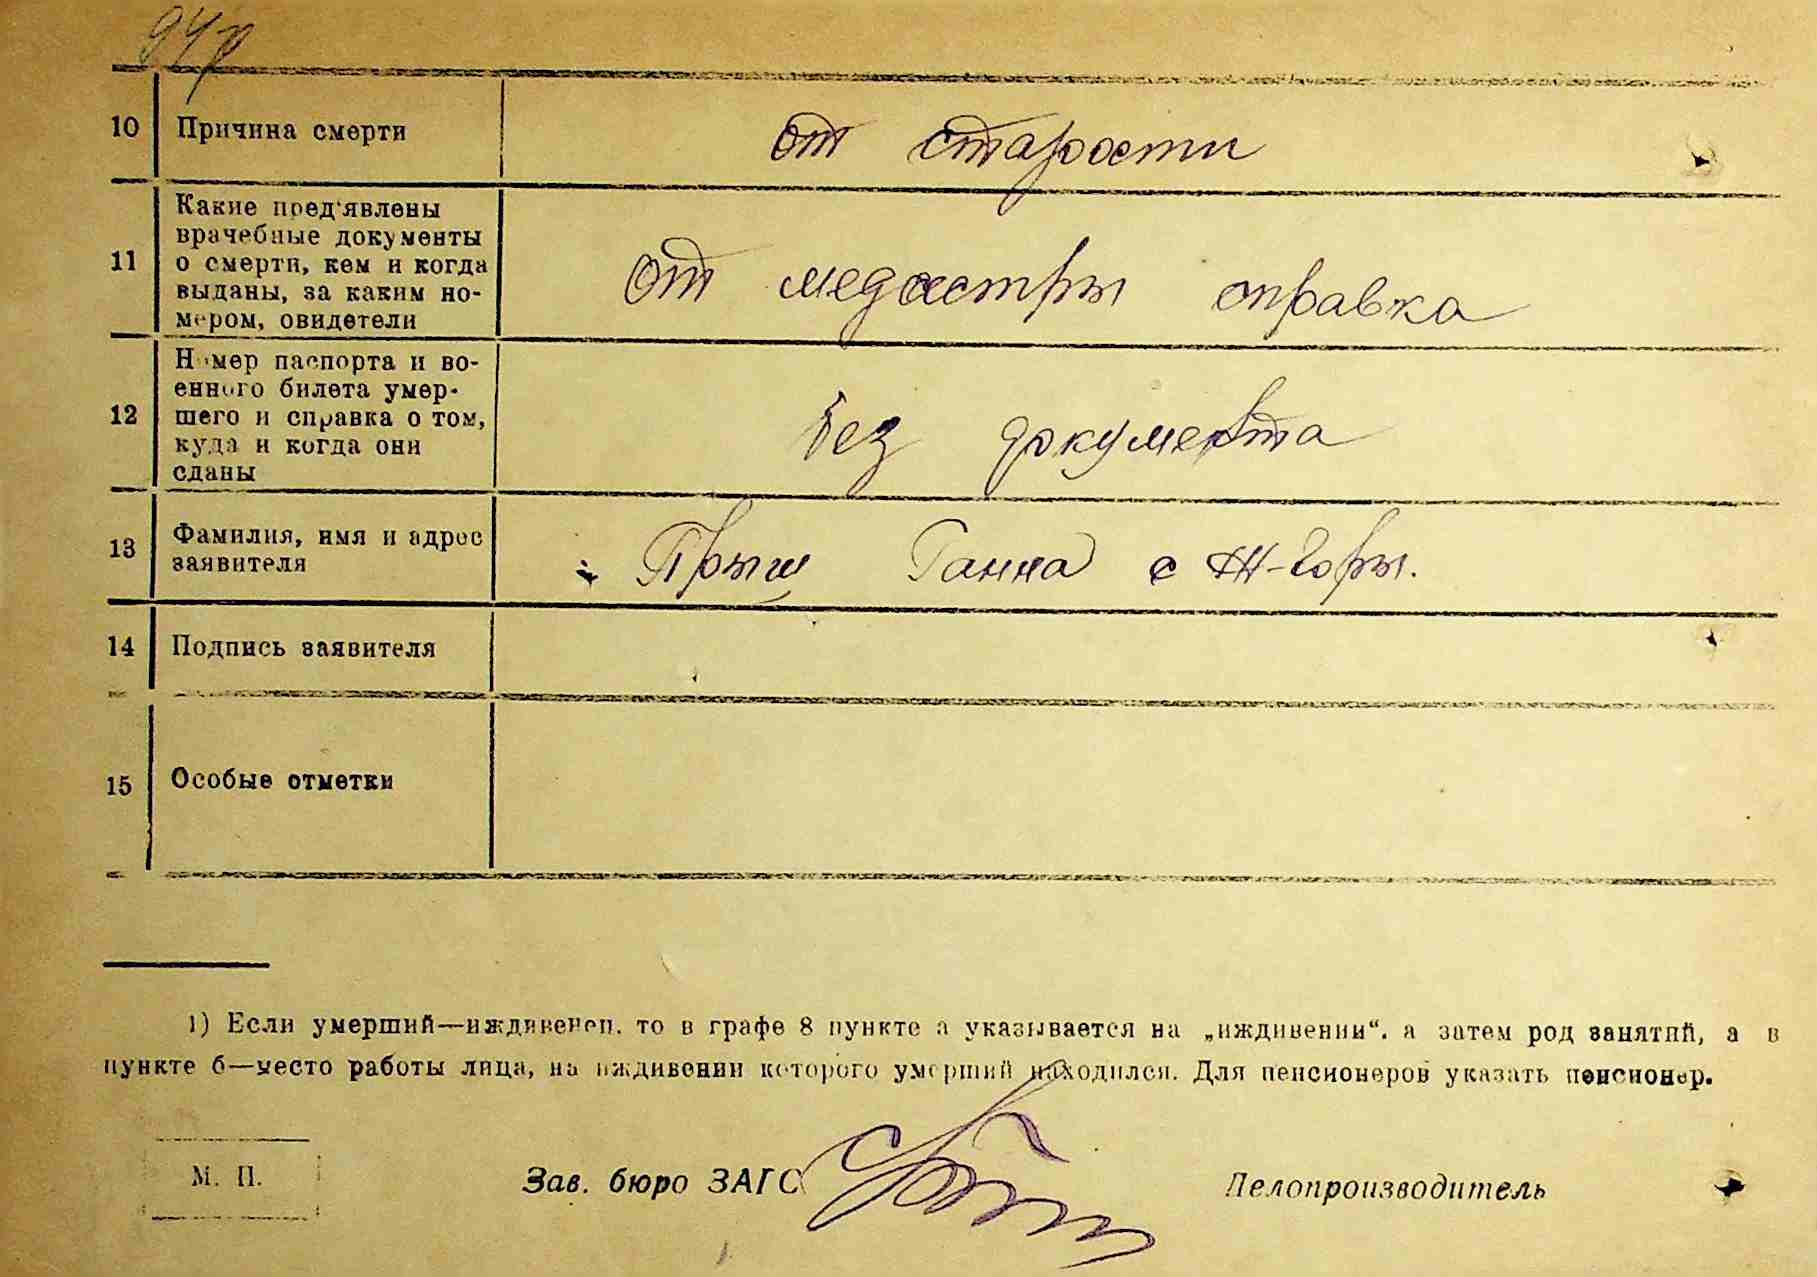 10 Причина смерти от старости
11 Какие пред'явлены
врачебные документы
о смерти, кем и когда
выданы, за каким но-
мером, свидетели
От медсестры справка
12 Номер паспорта и во-
енного билета умер-
шего и справка о том,
куда и когда они
сданы
Без документа
13 Фамилия, имя и адрес
заявителя
Прыщ Ганна с Ж-Горы.
14 Подпись заявителя
15 Особые отметки
1) Если умерший—иждивенец. то в графе 8 пункте а указывается на „иждивении“. а затем род занятий, а в
пункте б—место работы лица, на иждивении которого умерший находился. Для пенсионеров указать пенсионер.
М. П. Зав. бюро ЗАГС Делопроизводитель